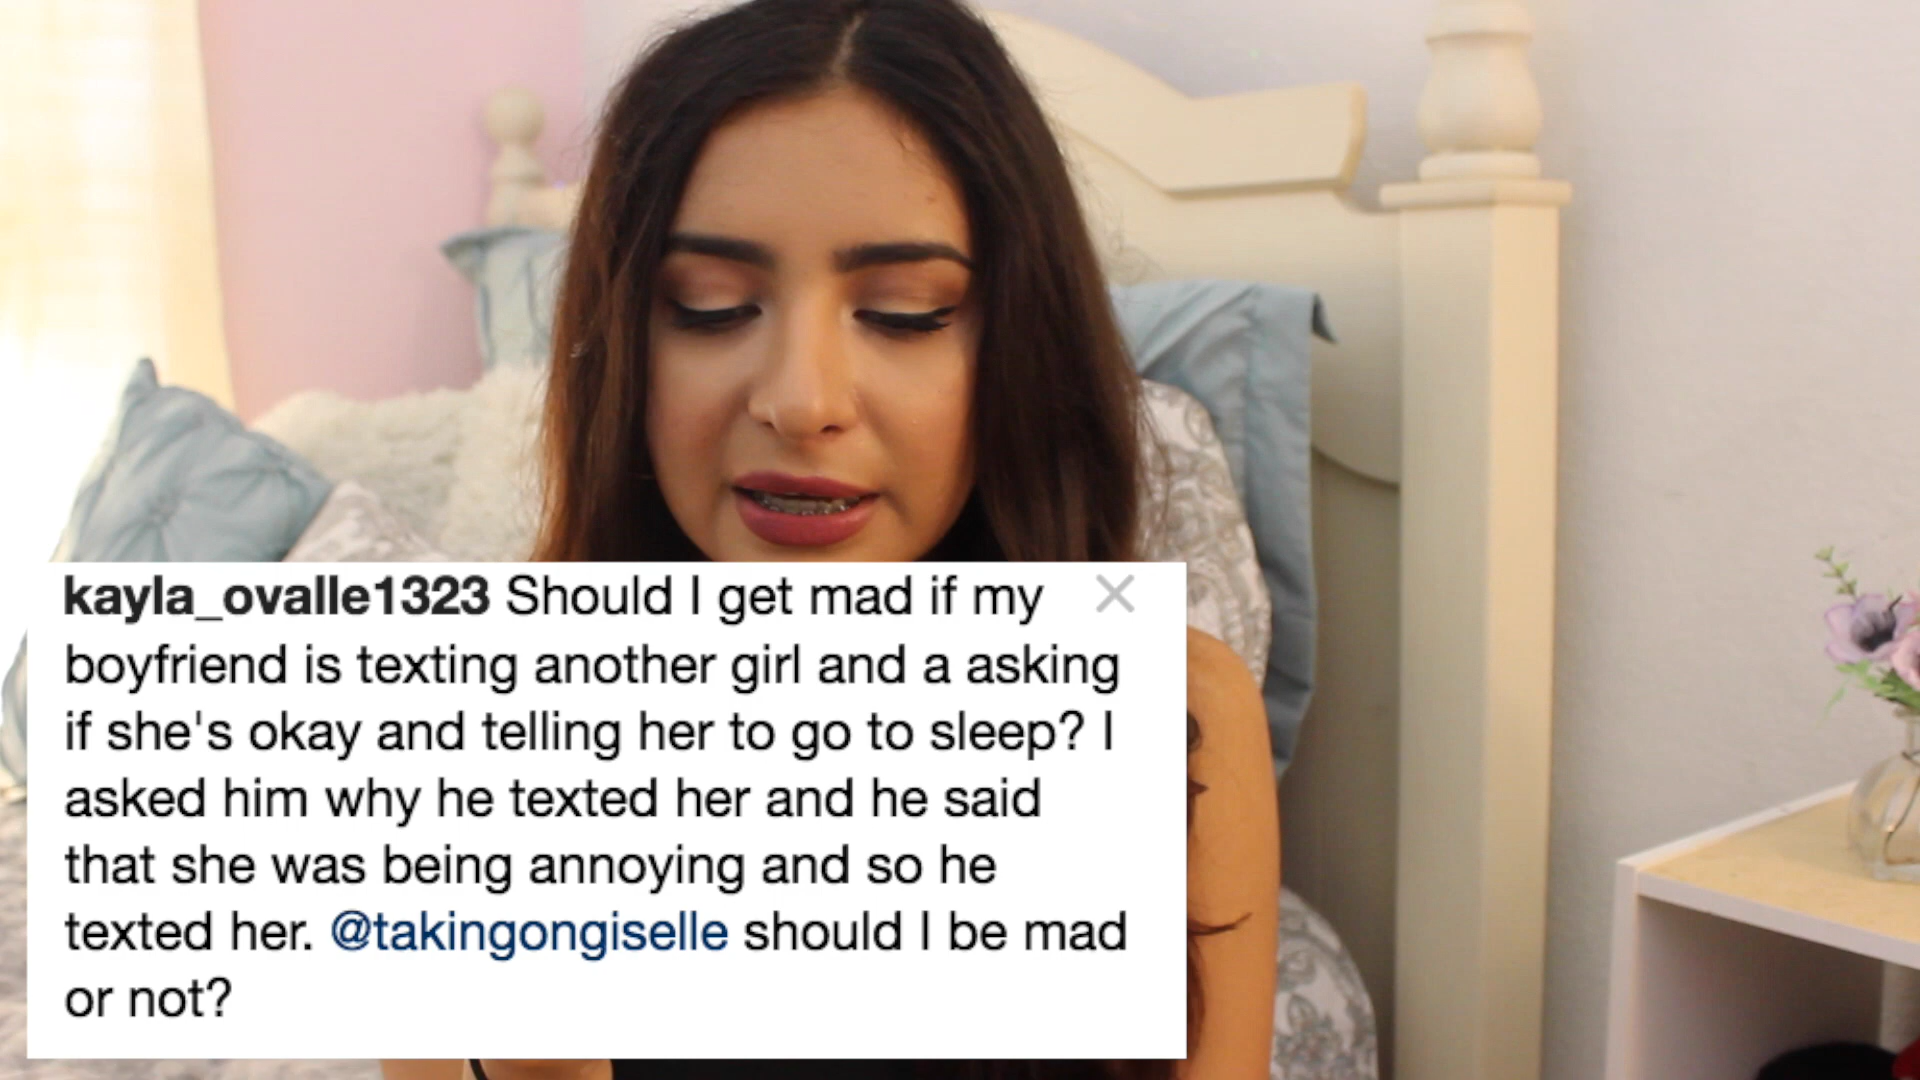 kayla_ovalle1323 Should I get mad if my
boyfriend is texting another girl and a asking
if she's okay and telling her to go to sleep? I
asked him why he texted her and he said
that she was being annoying and so he
texted her. @takingongiselle should I be mad
or not?